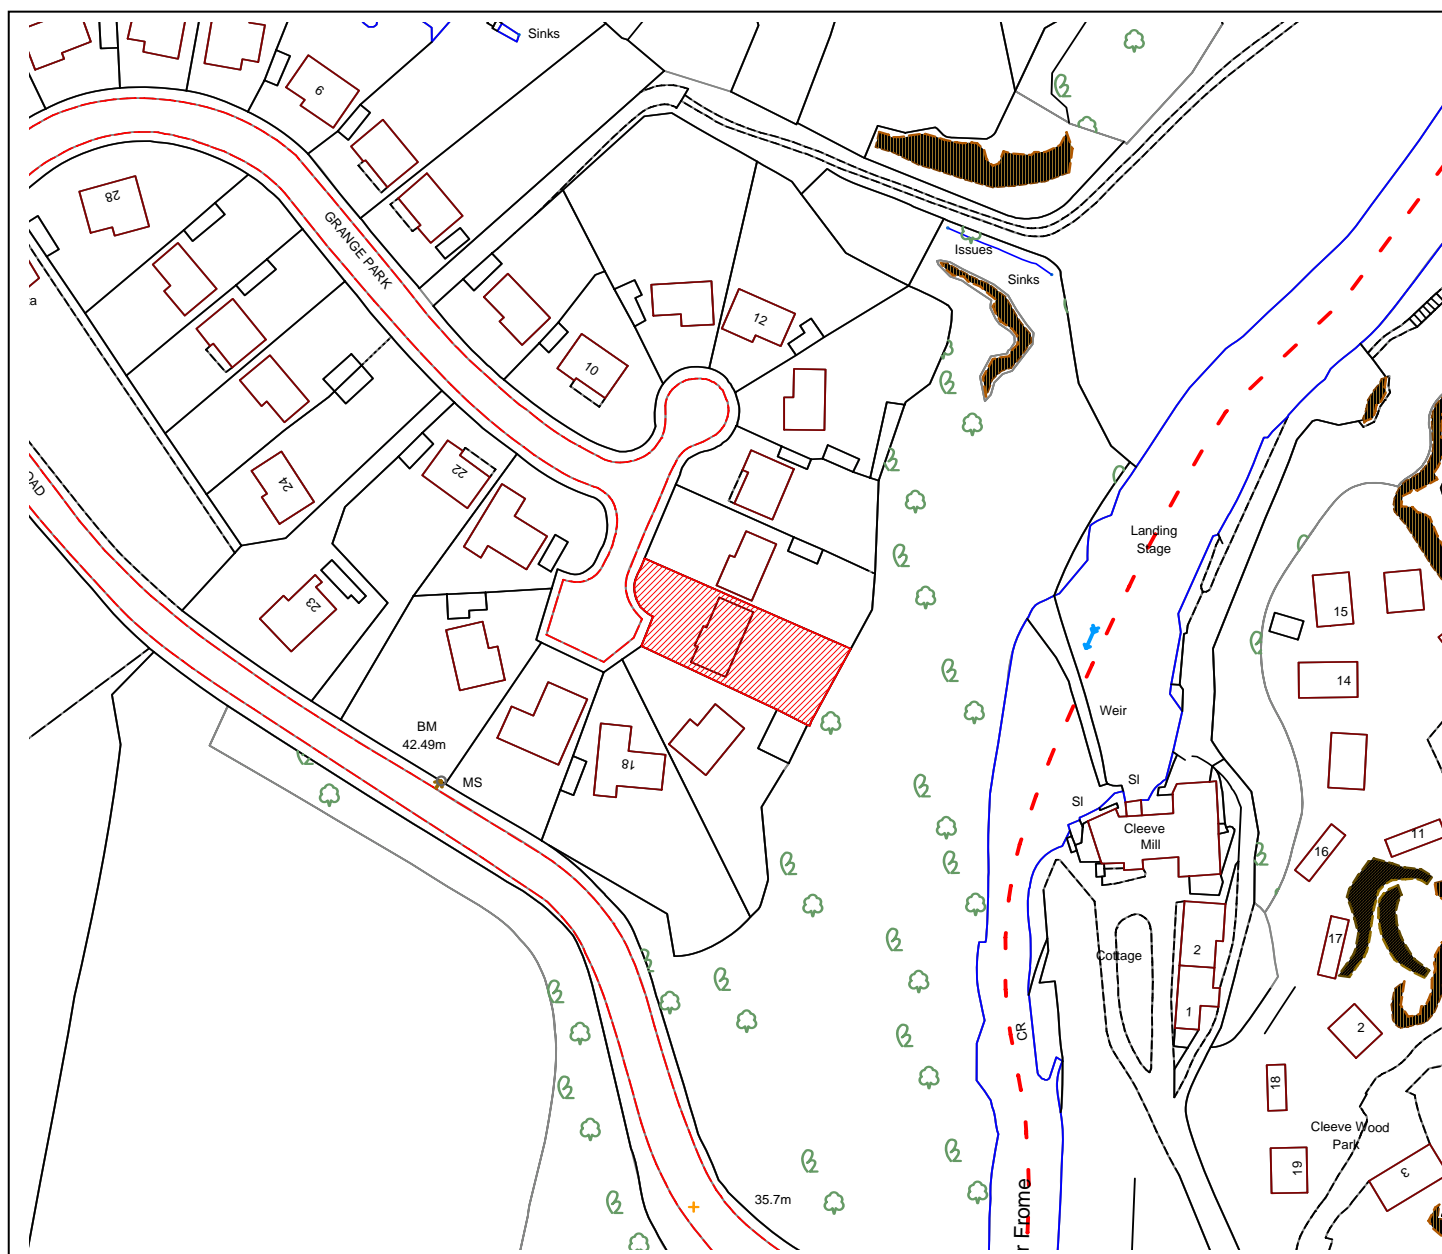 Sinks
9
28
GRANGE PARK
Issues
Sinks
12
10
22
24
OAD
Landing
Stage
23
15
14
Weir
BM
42.49m
18
MS
Sl
Sl
Cleeve
Mill
11
16
17
2
Cottage
1
2
CR
18
Cleeve Wood
Park
19
3
35.7m
r Frome